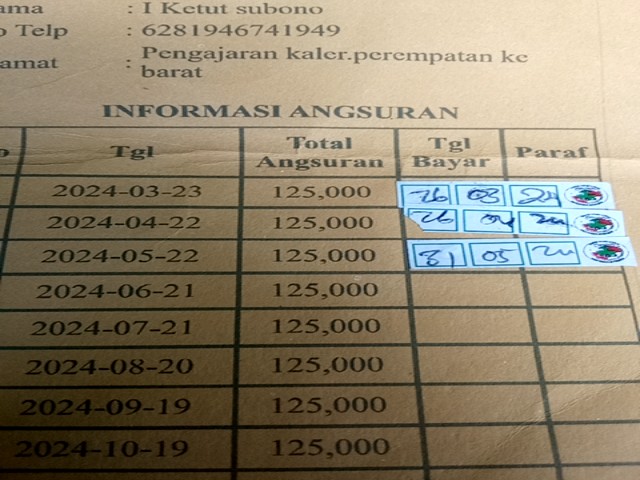 ama : I Ketut subono
o Telp : 6281946741949
amat : Pengajaran kaler.perempatan ke
barat
INFORMASI ANGSURAN
o Tgl Total Angsuran Tgl Bayar Paraf
2024-03-23 125,000 26 03 24
2024-04-22 125,000 26 04 24
2024-05-22 125,000 31 05 24
2024-06-21 125,000
2024-07-21 125,000
2024-08-20 125,000
2024-09-19 125,000
2024-10-19 125,000